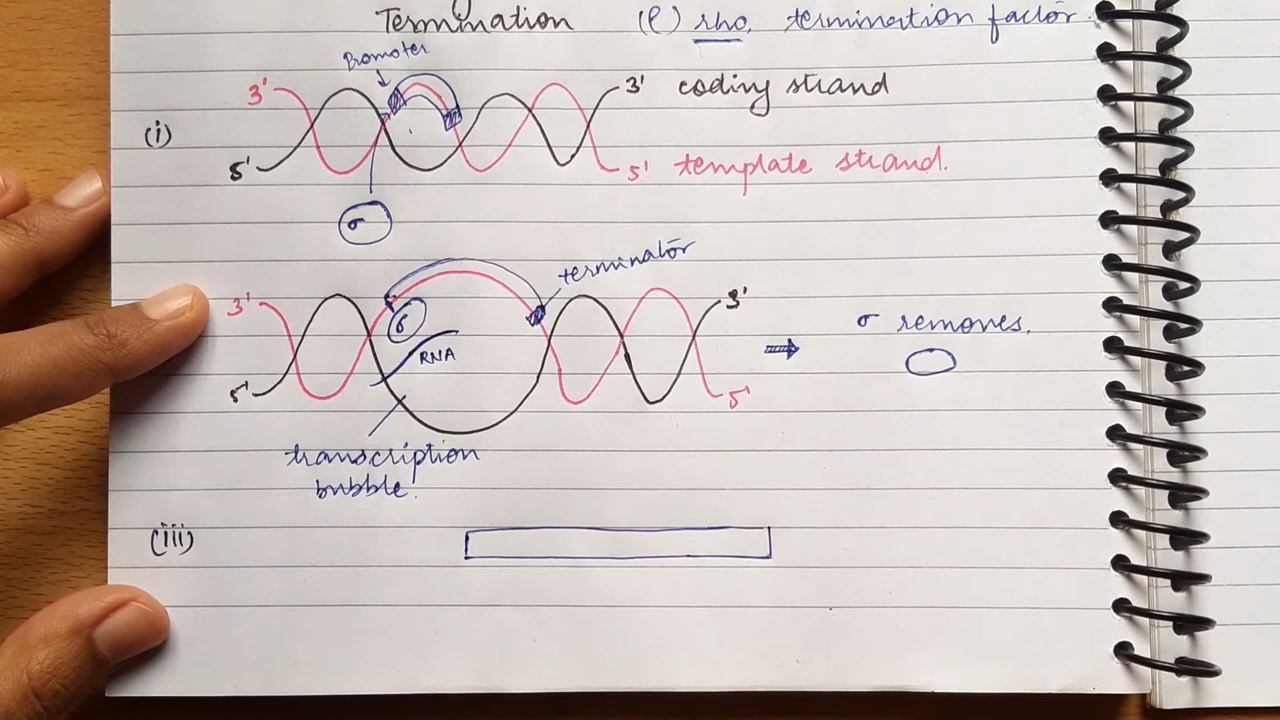 Termination (ρ) rho, termination factor.
Promoter
3' 3' coding strand
(i)
5' 5' template strand.
σ
terminator
3' 3'
σ σ removes.
RNA
5' 5'
transcription
bubble.
(iii)